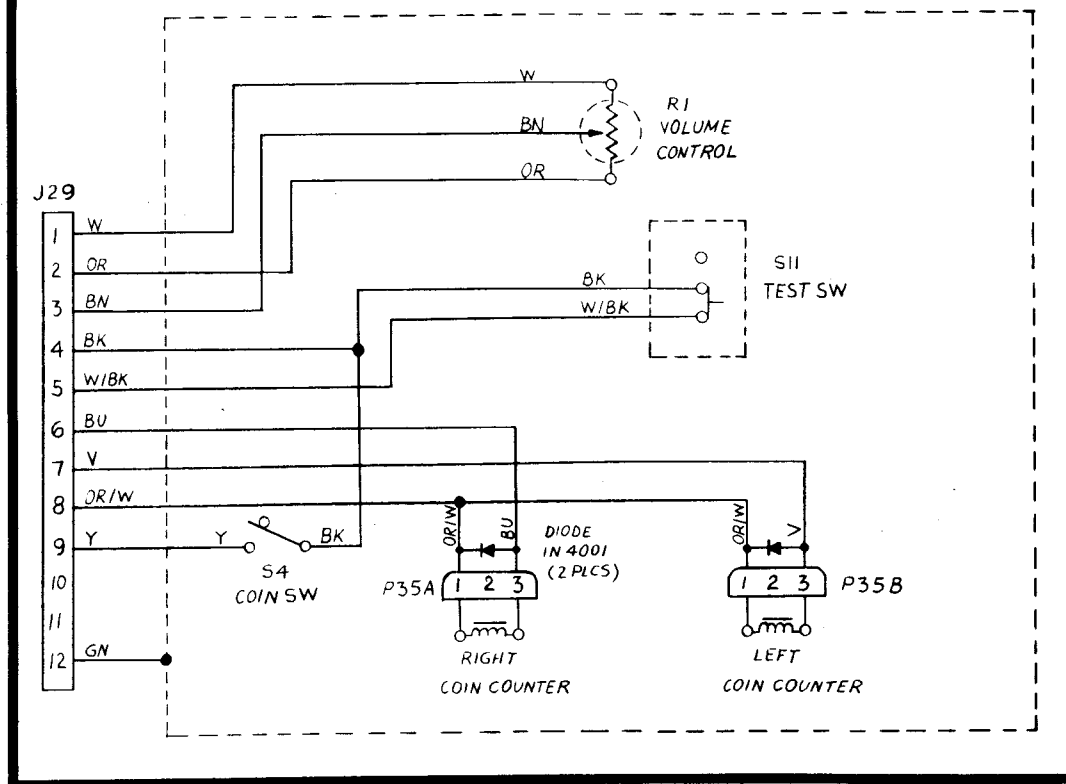 W
R1
VOLUME
CONTROL
BN
OR
J29
1 W
2 OR
3 BN
4 BK
5 W/BK
6 BU
7 V
8 OR/W
9 Y
10
11
12 GN
BK
W/BK
S11
TEST SW
Y
BK
S4
COIN SW
OR/W
BU
DIODE
IN 4001
(2 PLCS)
OR/W
V
P35A
1 2 3
1 2 3
P35B
RIGHT
COIN COUNTER
LEFT
COIN COUNTER